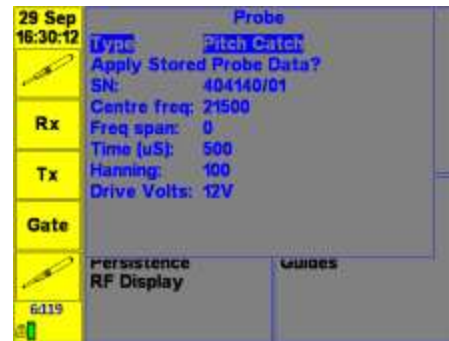 29 Sep
16:30:12
Rx
Tx
Gate
6d119
Probe
Type Pitch Catch
Apply Stored Probe Data?
SN: 404140/01
Centre freq: 21500
Freq span: 0
Time (uS): 500
Hanning: 100
Drive Volts: 12V
Persistence
RF Display
Guides